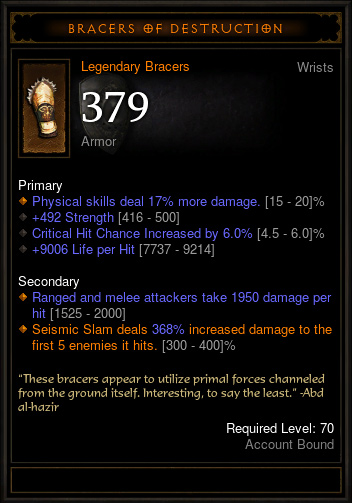 BRACERS OF DESTRUCTION
Legendary Bracers
Wrists
379
Armor
Primary
Physical skills deal 17% more damage. [15 - 20]%
+492 Strength [416 - 500]
Critical Hit Chance Increased by 6.0% [4.5 - 6.0]%
+9006 Life per Hit [7737 - 9214]
Secondary
Ranged and melee attackers take 1950 damage per
hit [1525 - 2000]
Seismic Slam deals 368% increased damage to the
first 5 enemies it hits. [300 - 400]%
"These bracers appear to utilize primal forces channeled
from the ground itself. Interesting, to say the least." -Abd
al-hazir
Required Level: 70
Account Bound